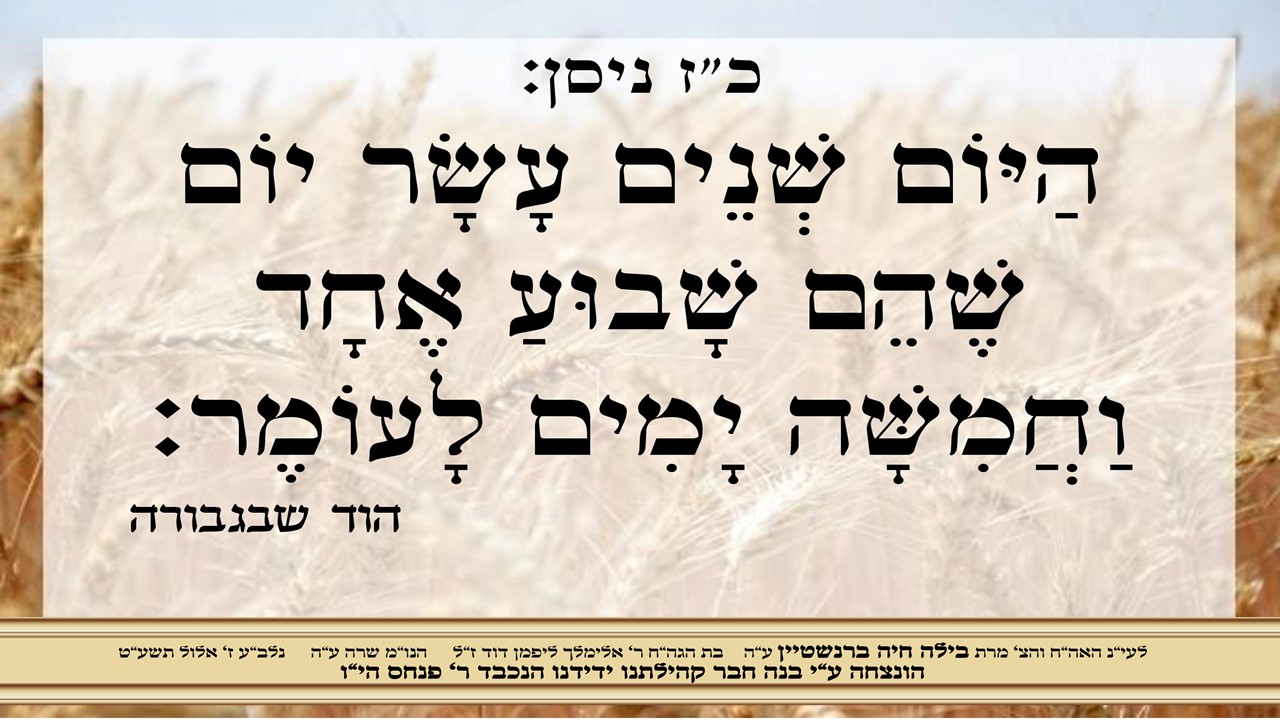 כ״ז ניסן:
הַיּוֹם שְׁנֵים עָשָׂר יוֹם
שֶׁהֵם שָׁבוּעַ אֶחָד
וַחֲמִשָּׁה יָמִים לָעוֹמֶר:
הוד שבגבורה
לעי״נ האה״ח והצ׳ מרת בילה חיה ברנשטיין ע״ה בת הגה״ח ר׳ אלימלך ליפמן דוד ז״ל הנו״מ שרה ע״ה נלב״ע ז׳ אלול תשע״ט
הונצחה ע״י בנה חבר קהילתנו ידידנו הנכבד ר׳ פנחס הי״ו